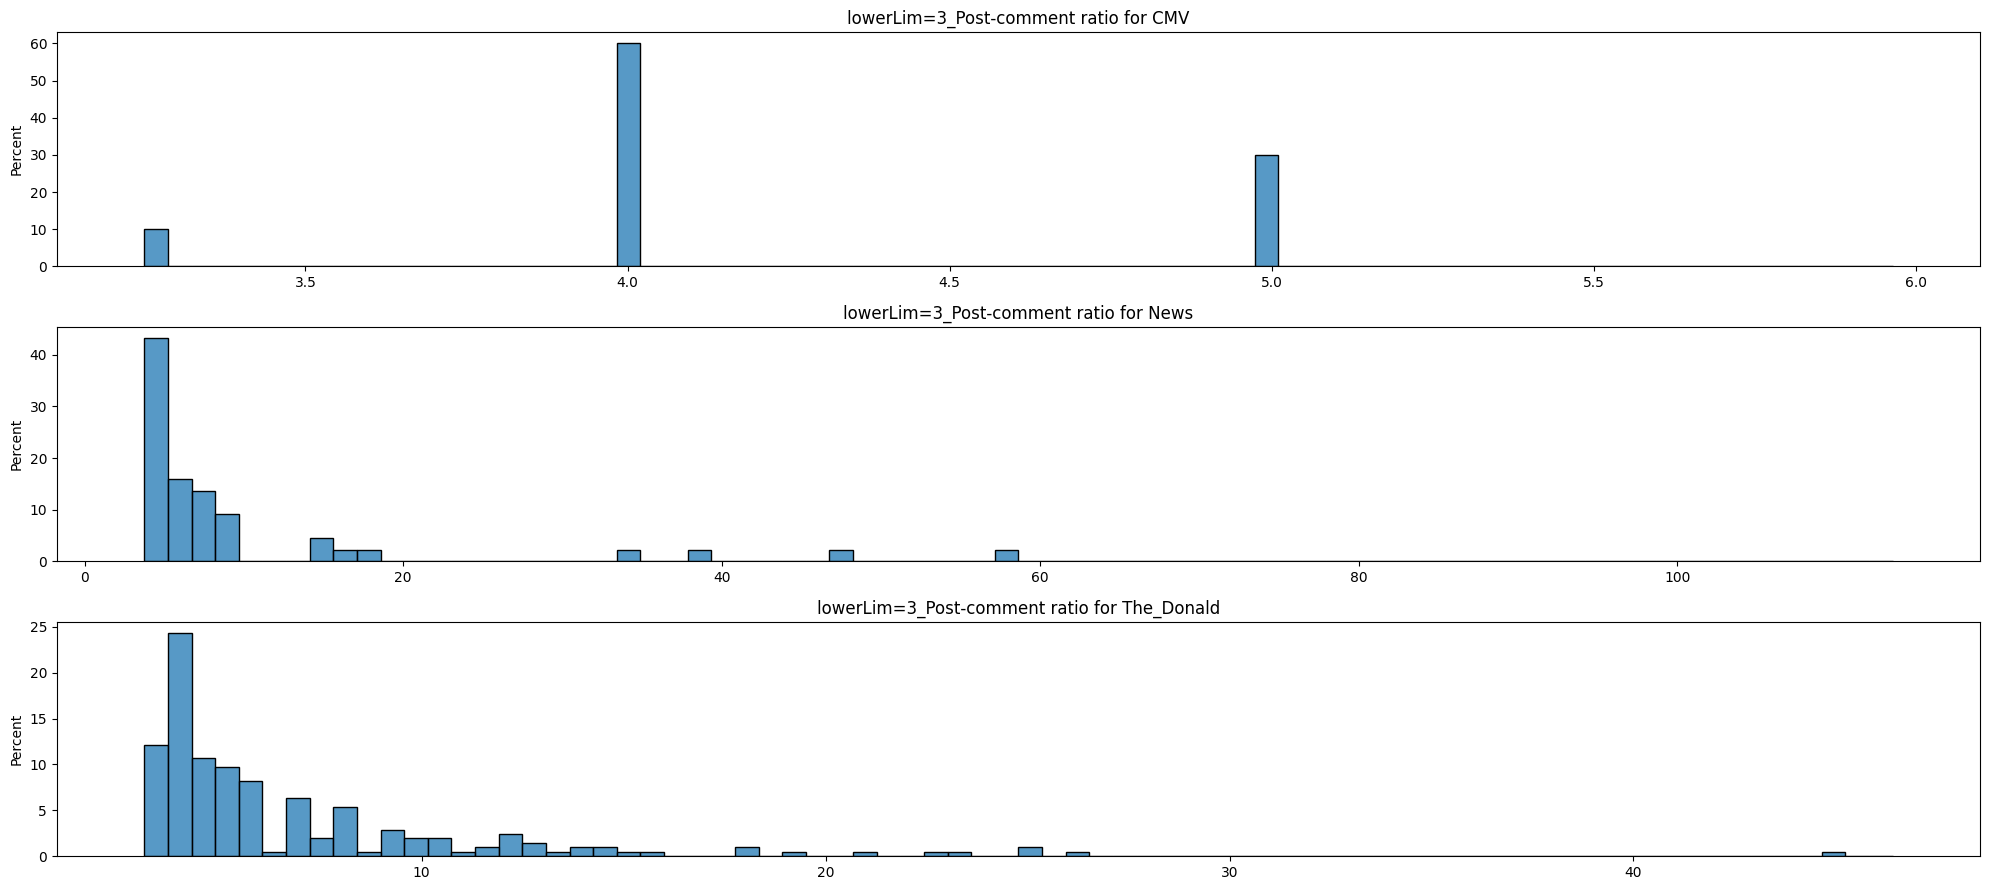 lowerLim=3_Post-comment ratio for CMV
Percent
60
50
40
30
20
10
0
3.5 4.0 4.5 5.0 5.5 6.0
lowerLim=3_Post-comment ratio for News
Percent
40
30
20
10
0
0 20 40 60 80 100
lowerLim=3_Post-comment ratio for The_Donald
Percent
25
20
15
10
5
0
10 20 30 40